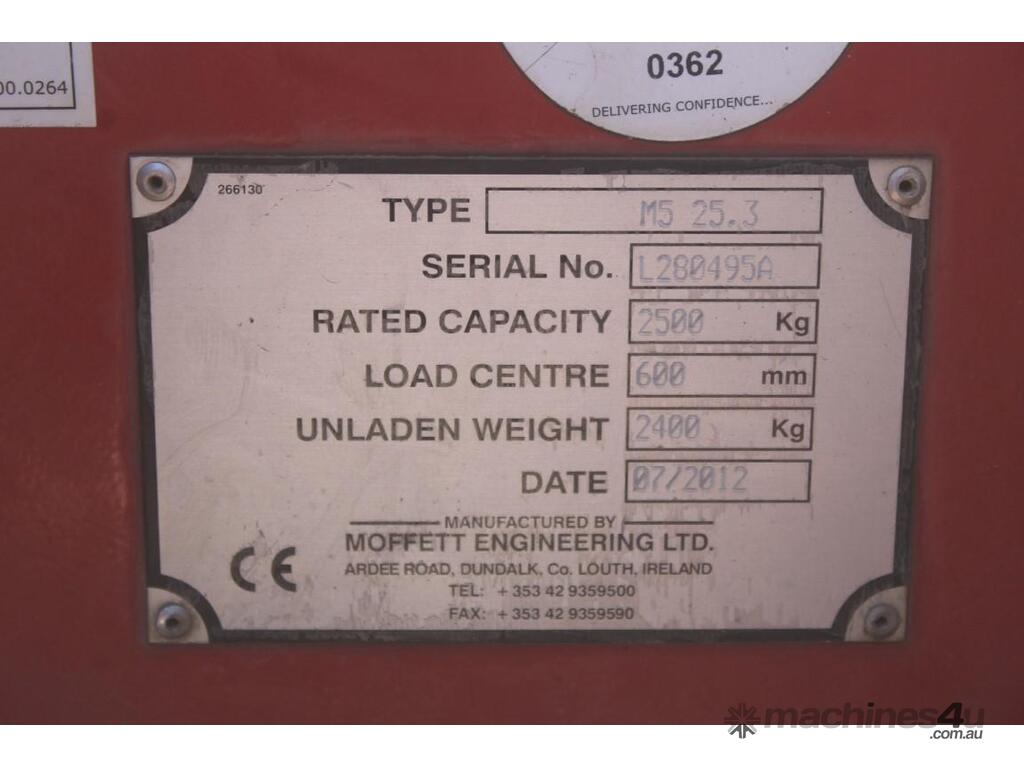 00.0264
0362
DELIVERING CONFIDENCE...
266130
TYPE M5 25.3
SERIAL No. L280495A
RATED CAPACITY 2500 Kg
LOAD CENTRE 600 mm
UNLADEN WEIGHT 2400 Kg
DATE 07/2012
MANUFACTURED BY
MOFFETT ENGINEERING LTD.
ARDEE ROAD, DUNDALK, Co. LOUTH, IRELAND
TEL: +353 42 9359500
FAX: +353 42 9359590
CE
machines4u
.com.au